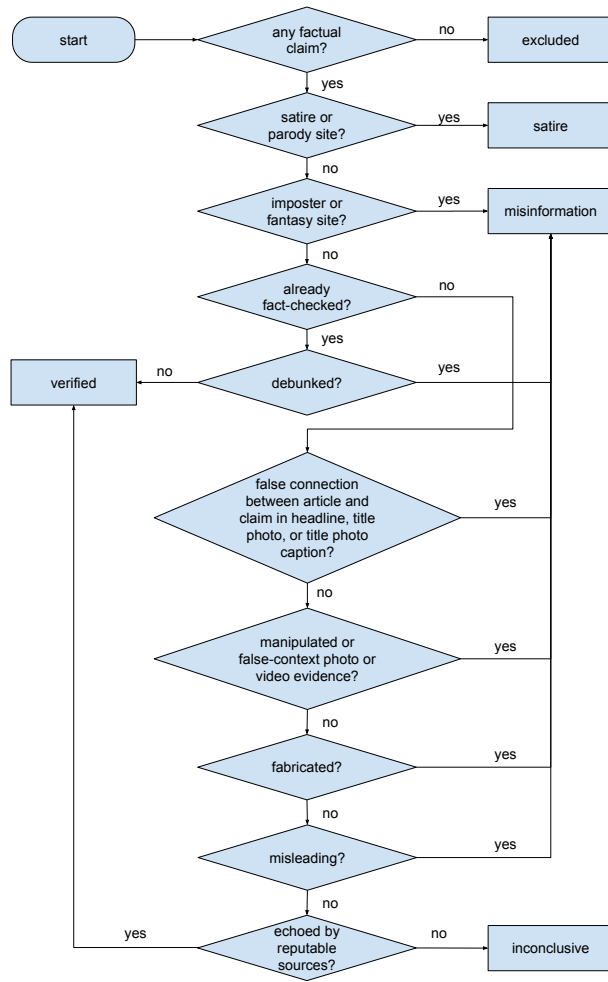 start
any factual
claim?
no
excluded
yes
satire or
parody site?
yes
satire
no
imposter or
fantasy site?
yes
misinformation
no
already
fact-checked?
no
yes
verified
no
debunked?
yes
false connection
between article and
claim in headline, title
photo, or title photo
caption?
yes
no
manipulated or
false-context photo or
video evidence?
yes
no
fabricated?
yes
no
misleading?
yes
no
yes
echoed by
reputable
sources?
no
inconclusive